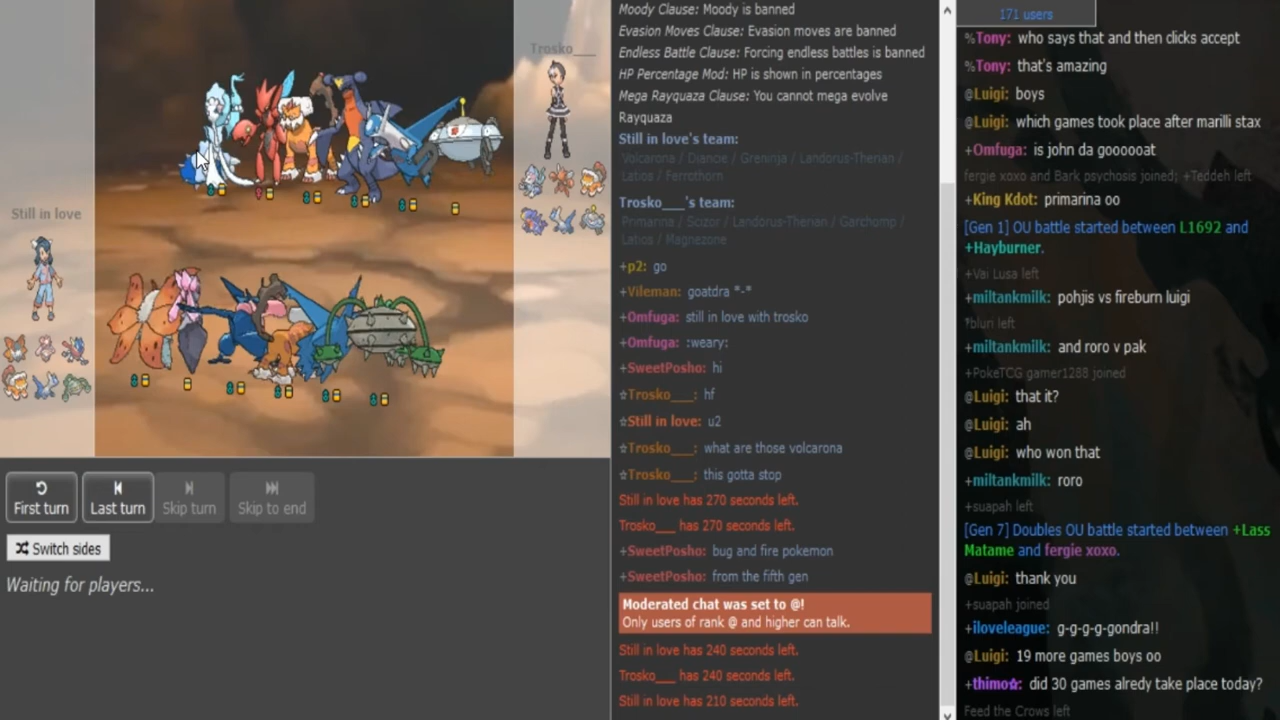 Trosko___
Still in love
First turn
Last turn
Skip turn
Skip to end
Switch sides
Waiting for players...
Moody Clause: Moody is banned
Evasion Moves Clause: Evasion moves are banned
Endless Battle Clause: Forcing endless battles is banned
HP Percentage Mod: HP is shown in percentages
Mega Rayquaza Clause: You cannot mega evolve
Rayquaza
Still in love's team:
Volcarona / Diancie / Greninja / Landorus-Therian /
Latios / Ferrothorn
Trosko___'s team:
Primarina / Scizor / Landorus-Therian / Garchomp /
Latios / Magnezone
+p2: go
+Vileman: goatdra *-*
+Omfuga: still in love with trosko
+Omfuga: :weary:
+SweetPosho: hi
☆Trosko___: hf
☆Still in love: u2
☆Trosko___: what are those volcarona
☆Trosko___: this gotta stop
Still in love has 270 seconds left.
Trosko___ has 270 seconds left.
+SweetPosho: bug and fire pokemon
+SweetPosho: from the fifth gen
Moderated chat was set to @!
Only users of rank @ and higher can talk.
Still in love has 240 seconds left.
Trosko___ has 240 seconds left.
Still in love has 210 seconds left.
171 users
%Tony: who says that and then clicks accept
%Tony: that's amazing
@Luigi: boys
@Luigi: which games took place after marilli stax
+Omfuga: is john da goooooat
fergie xoxo and Bark psychosis joined; +Teddeh left
+King Kdot: primarina oo
[Gen 1] OU battle started between L1692 and
+Hayburner.
+Vai Lusa left
+miltankmilk: pohjis vs fireburn luigi
*blun left
+miltankmilk: and roro v pak
+PokeTCG gamer1288 joined
@Luigi: that it?
@Luigi: ah
@Luigi: who won that
+miltankmilk: roro
+suapah left
[Gen 7] Doubles OU battle started between +Lass
Matame and fergie xoxo.
@Luigi: thank you
+suapah joined
+iloveleague: g-g-g-g-gondra!!
@Luigi: 19 more games boys oo
+thimo✿: did 30 games alredy take place today?
Feed the Crows left